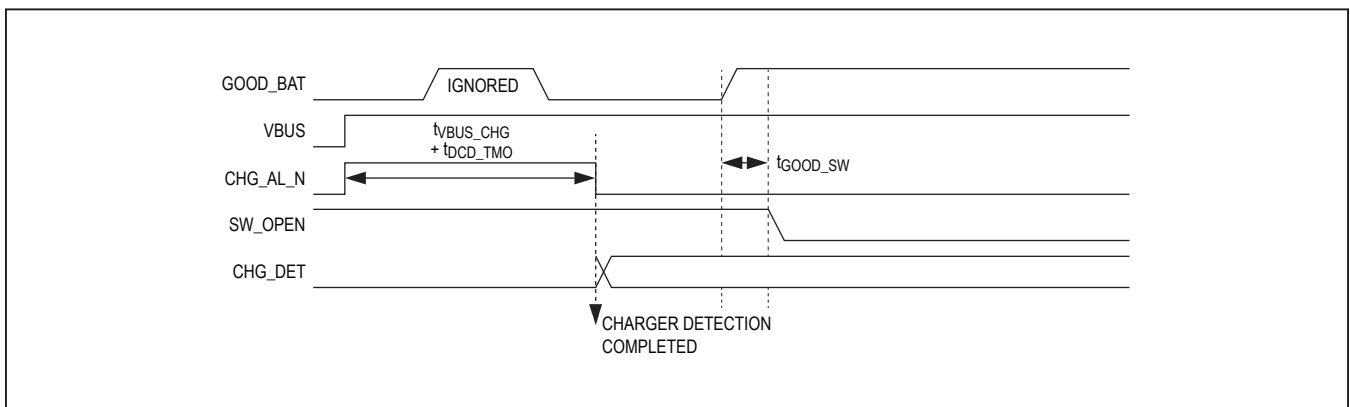 GOOD_BAT
IGNORED
VBUS
tVBUS_CHG
+ tDCD_TMO
CHG_AL_N
tGOOD_SW
SW_OPEN
CHG_DET
CHARGER DETECTION
COMPLETED